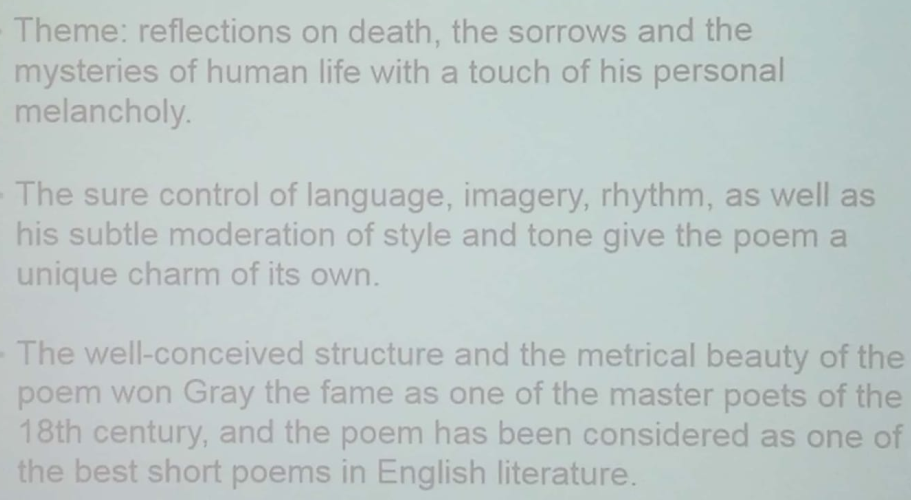 Theme: reflections on death, the sorrows and the
mysteries of human life with a touch of his personal
melancholy.
The sure control of language, imagery, rhythm, as well as
his subtle moderation of style and tone give the poem a
unique charm of its own.
The well-conceived structure and the metrical beauty of the
poem won Gray the fame as one of the master poets of the
18th century, and the poem has been considered as one of
the best short poems in English literature.